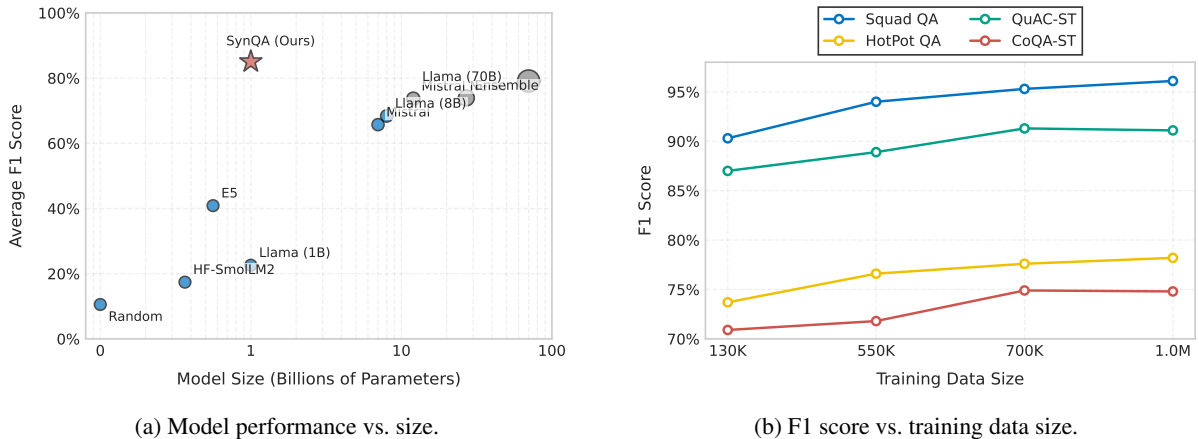 100%
80%
60%
40%
20%
0%
Average F1 Score
SynQA (Ours)
Llama (70B)
Mistral Ensemble
Llama (8B)
Mistral
E5
Llama (1B)
HF-SmolLM2
Random
0 1 10 100
Model Size (Billions of Parameters)
(a) Model performance vs. size.
Squad QA QuAC-ST
HotPot QA CoQA-ST
95%
90%
85%
80%
75%
70%
F1 Score
130K 550K 700K 1.0M
Training Data Size
(b) F1 score vs. training data size.